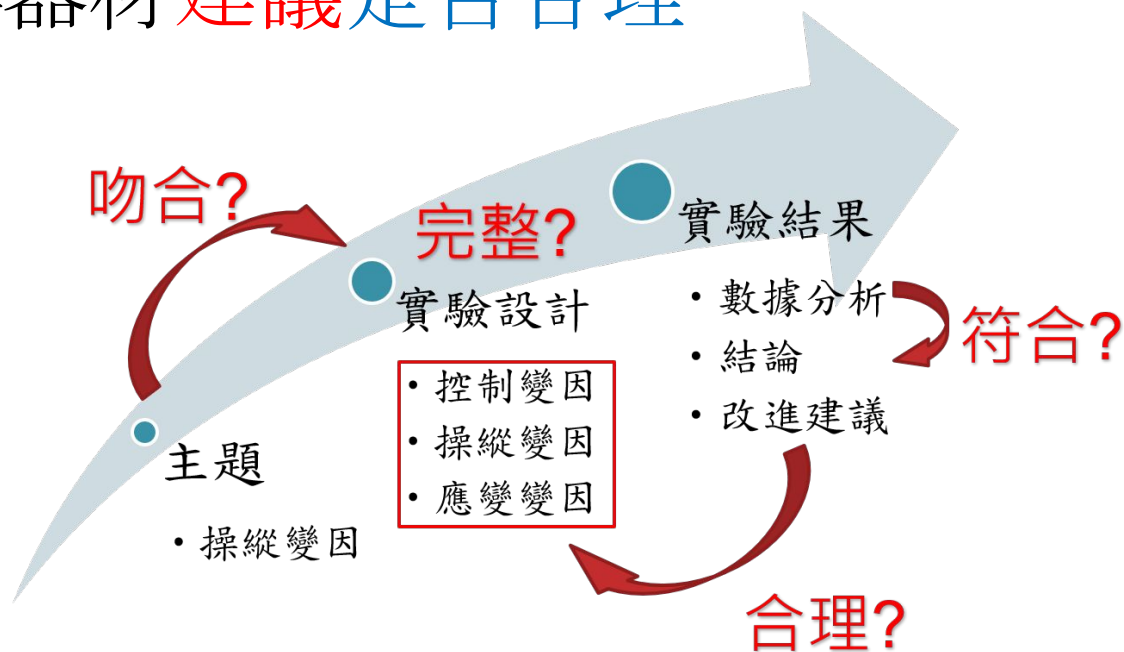 器材建議是否合理
吻合?
完整?
實驗結果
• 數據分析
• 結論
• 改進建議
符合?
實驗設計
• 控制變因
• 操縱變因
• 應變變因
主題
• 操縱變因
合理?